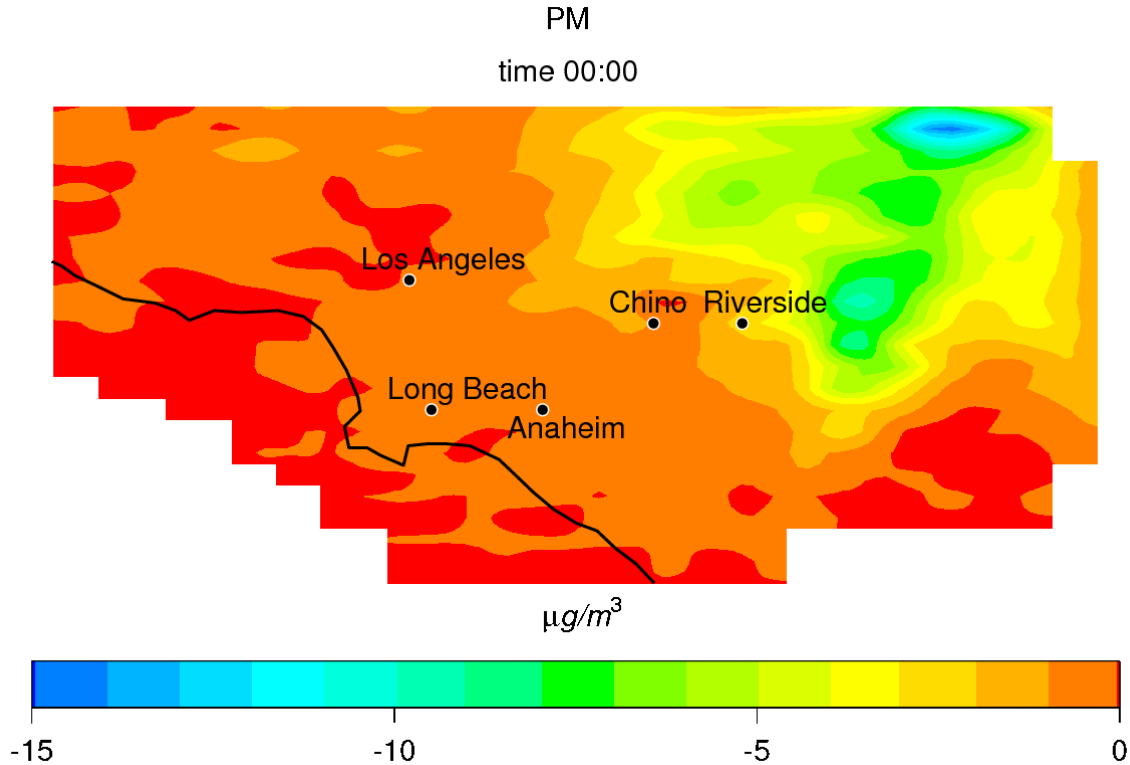 PM
time 00:00
Los Angeles
Chino Riverside
Long Beach
Anaheim
μg/m³
-15 -10 -5 0